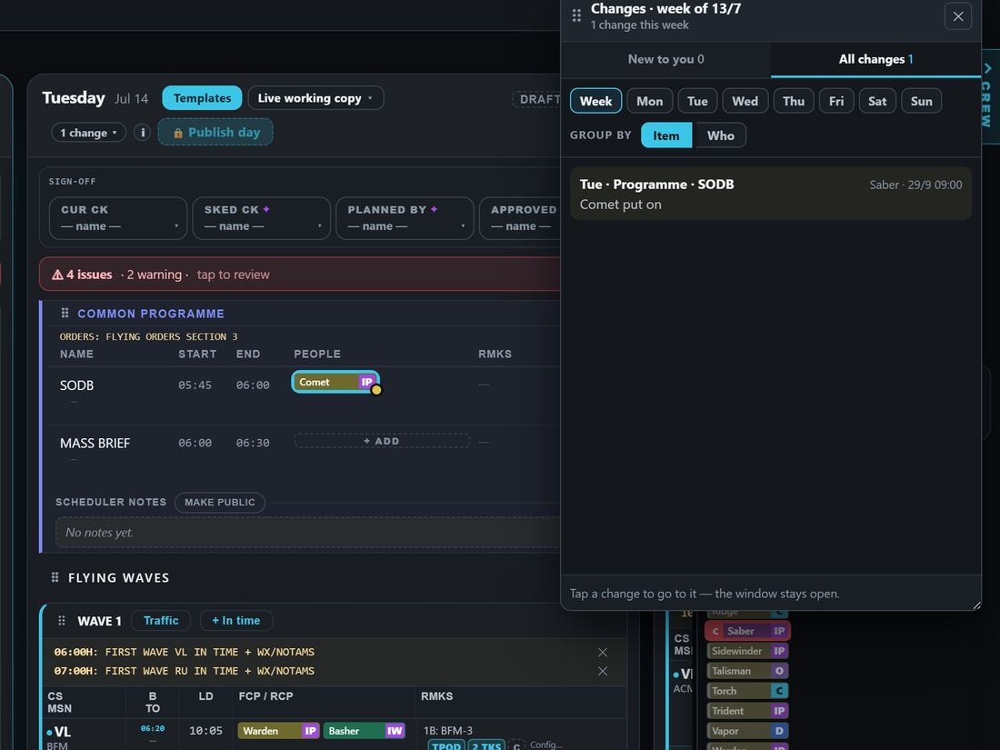 Changes · week of 13/7
1 change this week
New to you 0
All changes 1
Week Mon Tue Wed Thu Fri Sat Sun
GROUP BY Item Who
Tue · Programme · SODB Saber · 29/9 09:00
Comet put on
Tap a change to go to it — the window stays open.
CREW
Tuesday Jul 14 Templates Live working copy DRAFT
1 change i Publish day
SIGN-OFF
CUR CK SKED CK PLANNED BY APPROVED
— name — — name — — name — — name —
4 issues · 2 warning · tap to review
COMMON PROGRAMME
ORDERS: FLYING ORDERS SECTION 3
NAME START END PEOPLE RMKS
SODB 05:45 06:00 Comet IP —
—
MASS BRIEF 06:00 06:30 + ADD —
—
SCHEDULER NOTES MAKE PUBLIC
No notes yet.
FLYING WAVES
WAVE 1 Traffic + In time
06:00H: FIRST WAVE VL IN TIME + WX/NOTAMS
07:00H: FIRST WAVE RU IN TIME + WX/NOTAMS
CS B LD FCP / RCP RMKS
MSN TO
VL 06:20 10:05 Warden IP Basher IW 1B: BFM-3
BFM — TPOD 2 TKS C Config...
CS
MSI
Ridge C
C Saber IP
Sidewinder IP
Talisman O
Torch C
Trident IP
Vapor D
Warden IP